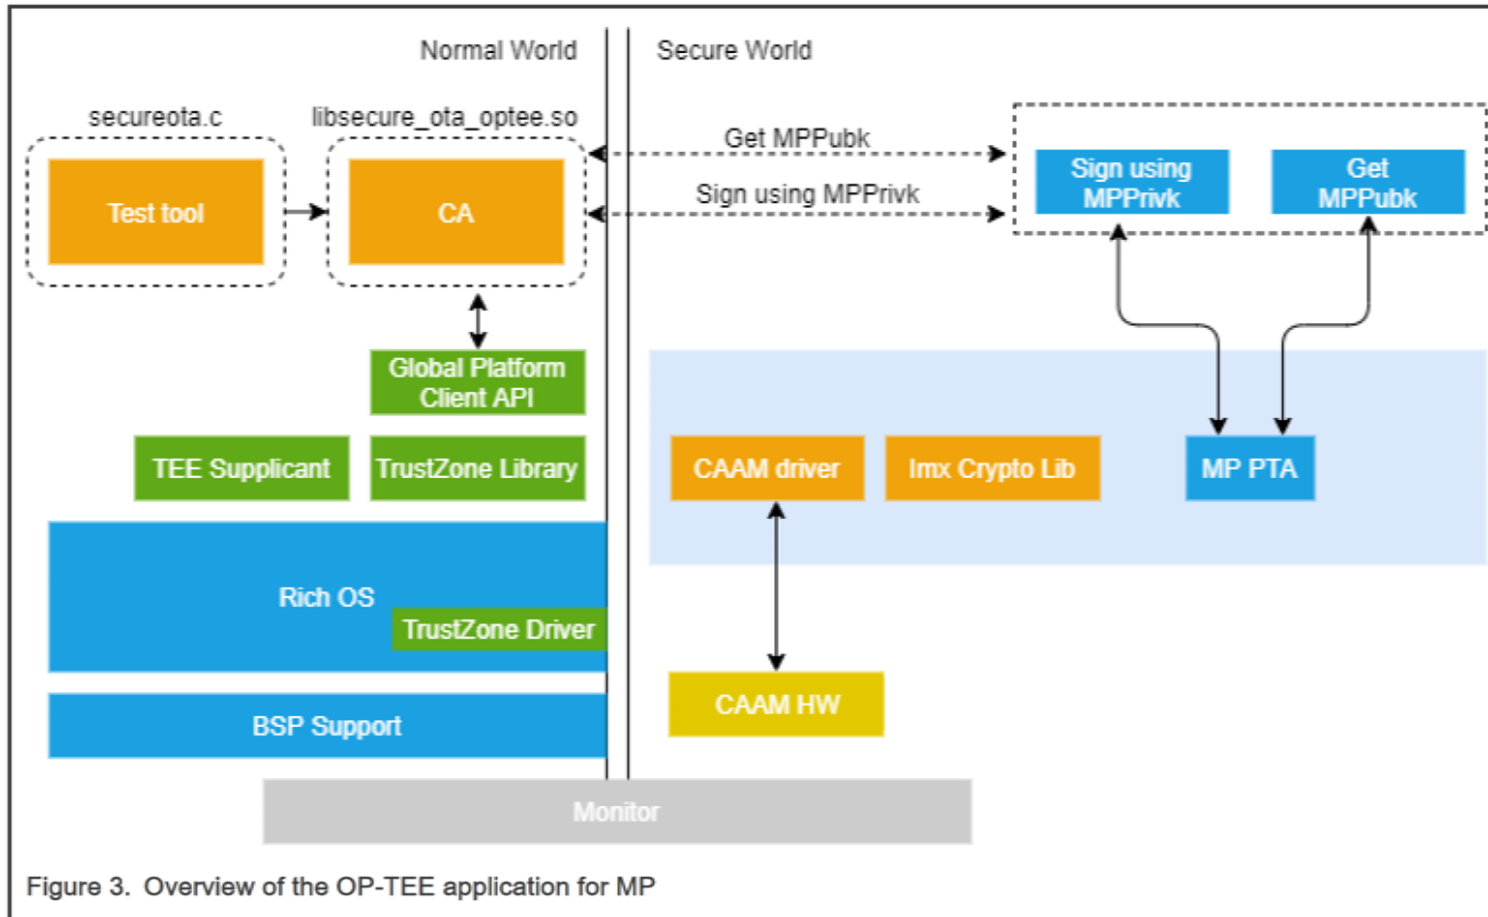 Normal World
Secure World
secureota.c
libsecure_ota_optee.so
Get MPPubk
Sign using MPPrivk
Test tool
CA
Sign using
MPPrivk
Get
MPPubk
Global Platform
Client API
TEE Supplicant
TrustZone Library
CAAM driver
Imx Crypto Lib
MP PTA
Rich OS
TrustZone Driver
CAAM HW
BSP Support
Monitor
Figure 3. Overview of the OP-TEE application for MP